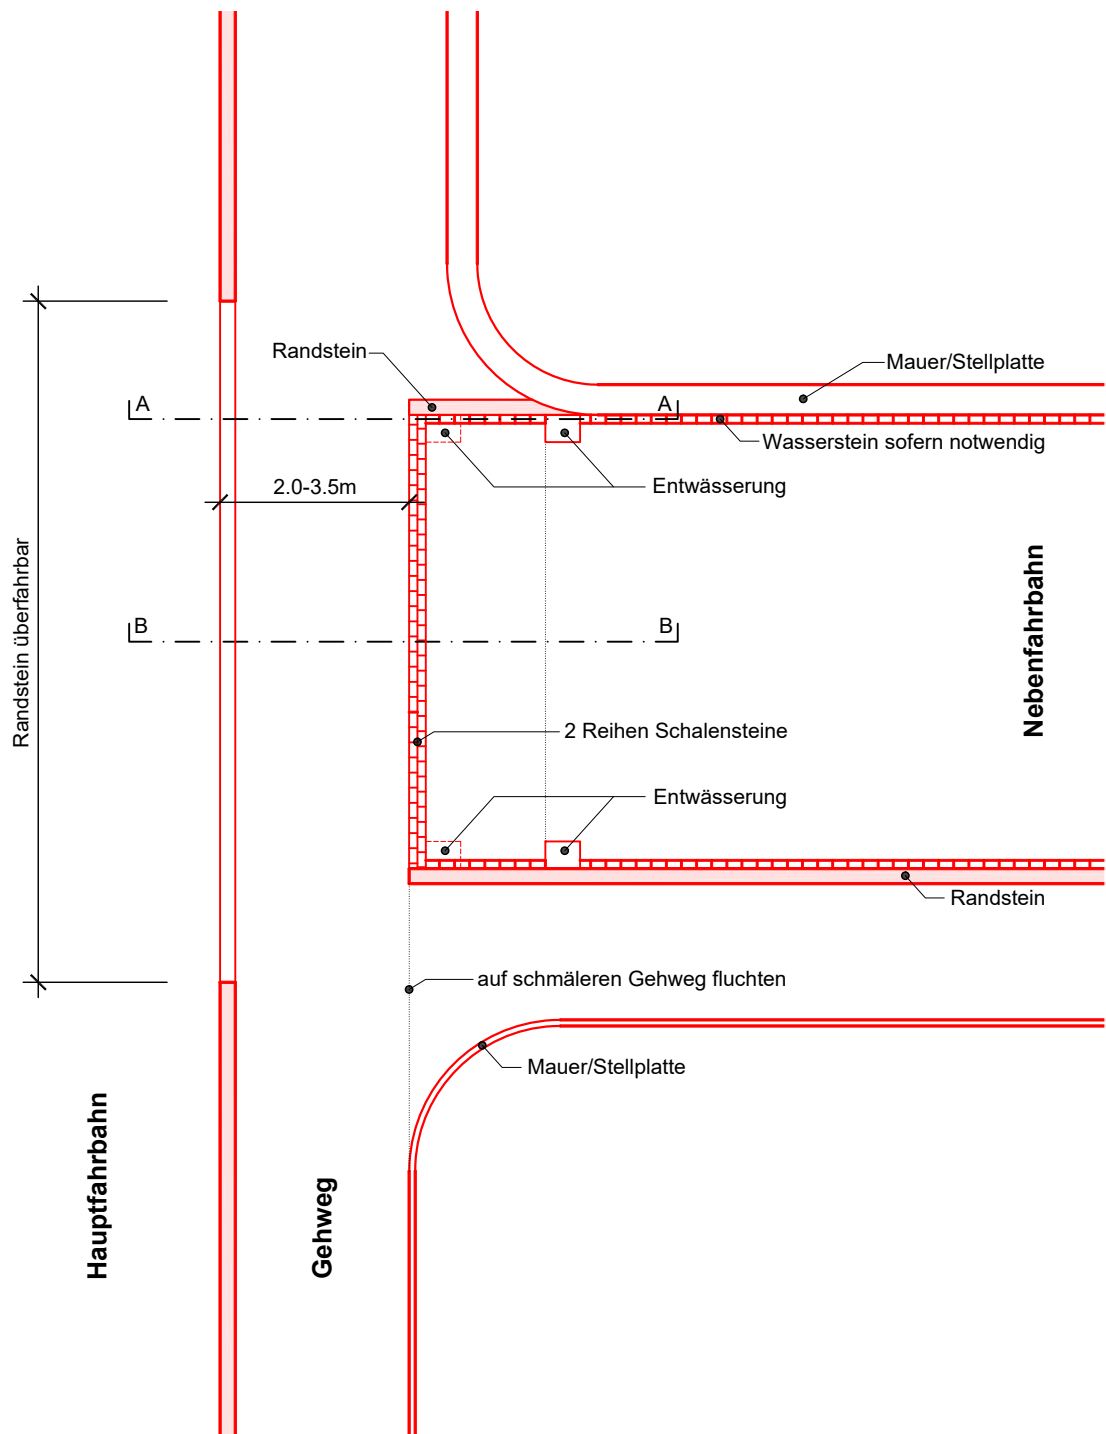 Randstein
Mauer/Stellplatte
A
A
Wasserstein sofern notwendig
2.0-3.5m
Entwässerung
Randstein überfahrbar
Nebenfahrbahn
B
B
2 Reihen Schalensteine
Entwässerung
Randstein
auf schmäleren Gehweg fluchten
Mauer/Stellplatte
Hauptfahrbahn
Gehweg